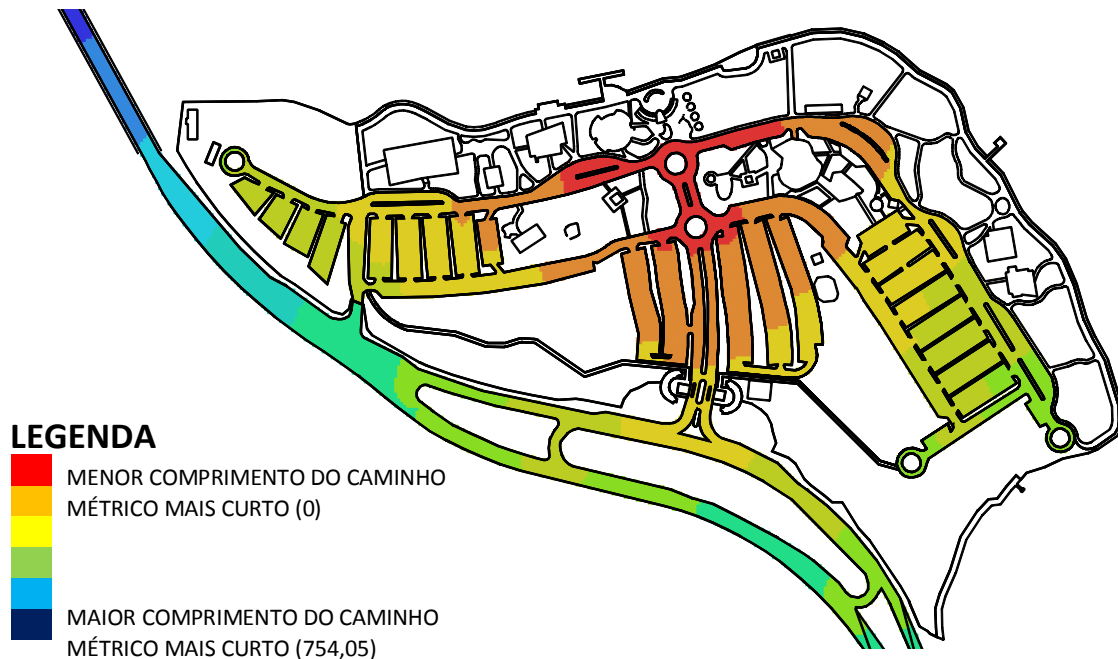 LEGENDA
MENOR COMPRIMENTO DO CAMINHO
MÉTRICO MAIS CURTO (0)
MAIOR COMPRIMENTO DO CAMINHO
MÉTRICO MAIS CURTO (754,05)